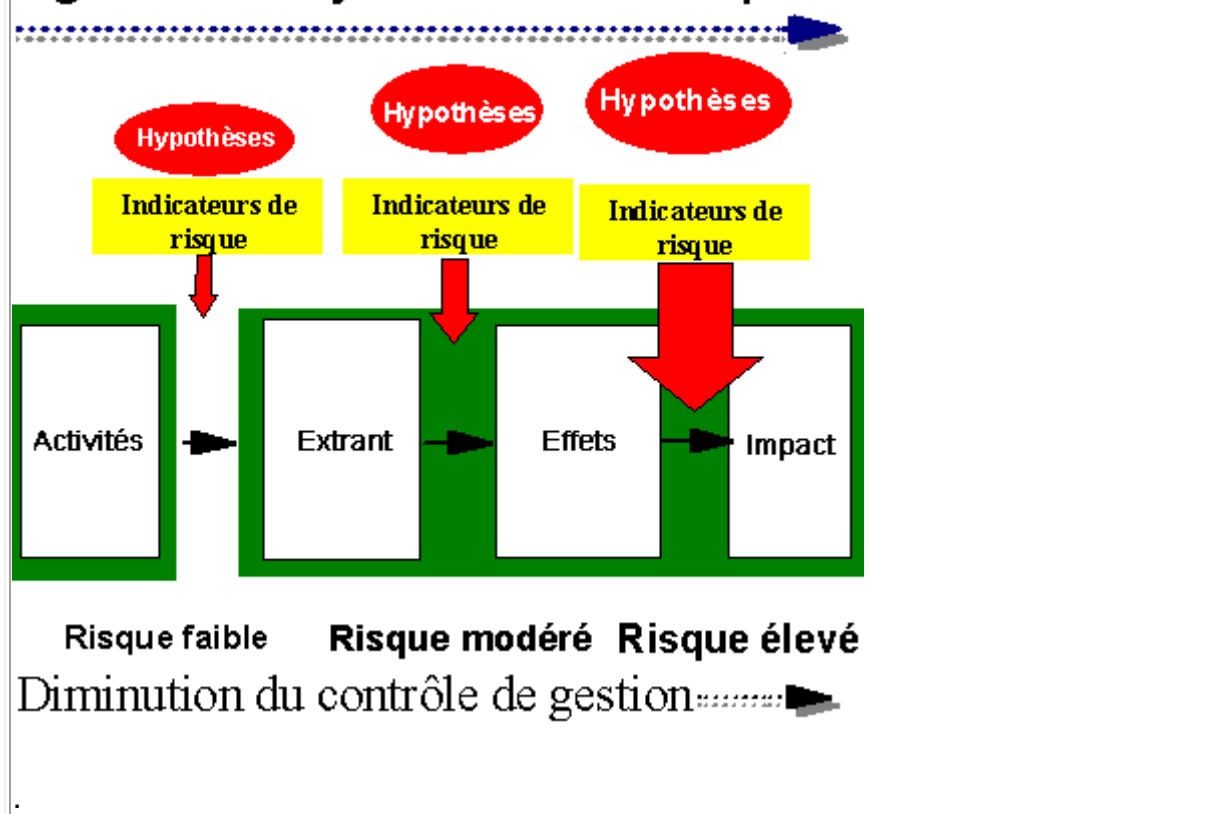 Hypothèses
Hypothèses
Hypothèses
Indicateurs de
risque
Indicateurs de
risque
Indicateurs de
risque
Activités
Extrant
Effets
Impact
Risque faible
Risque modéré
Risque élevé
Diminution du contrôle de gestion
.